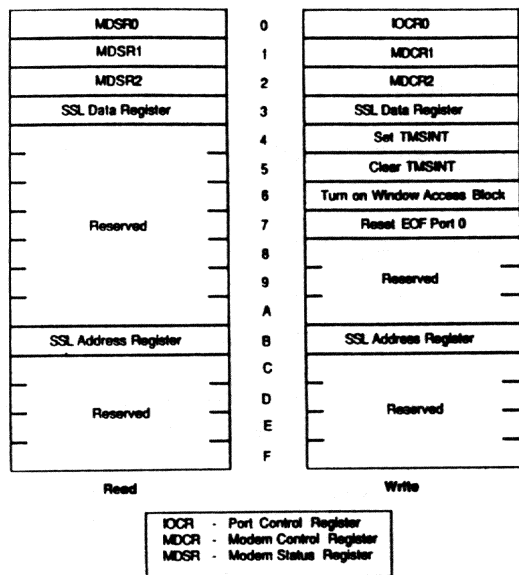 MDSR0 0 IOCR0
MDSR1 1 MDCR1
MDSR2 2 MDCR2
SSL Data Register 3 SSL Data Register
4 Set TMSINT
5 Clear TMSINT
6 Turn on Window Access Block
Reserved 7 Reset EOF Port 0
8
9 Reserved
A
SSL Address Register B SSL Address Register
C
Reserved D Reserved
E
F
Read Write
IOCR - Port Control Register
MDCR - Modem Control Register
MDSR - Modem Status Register